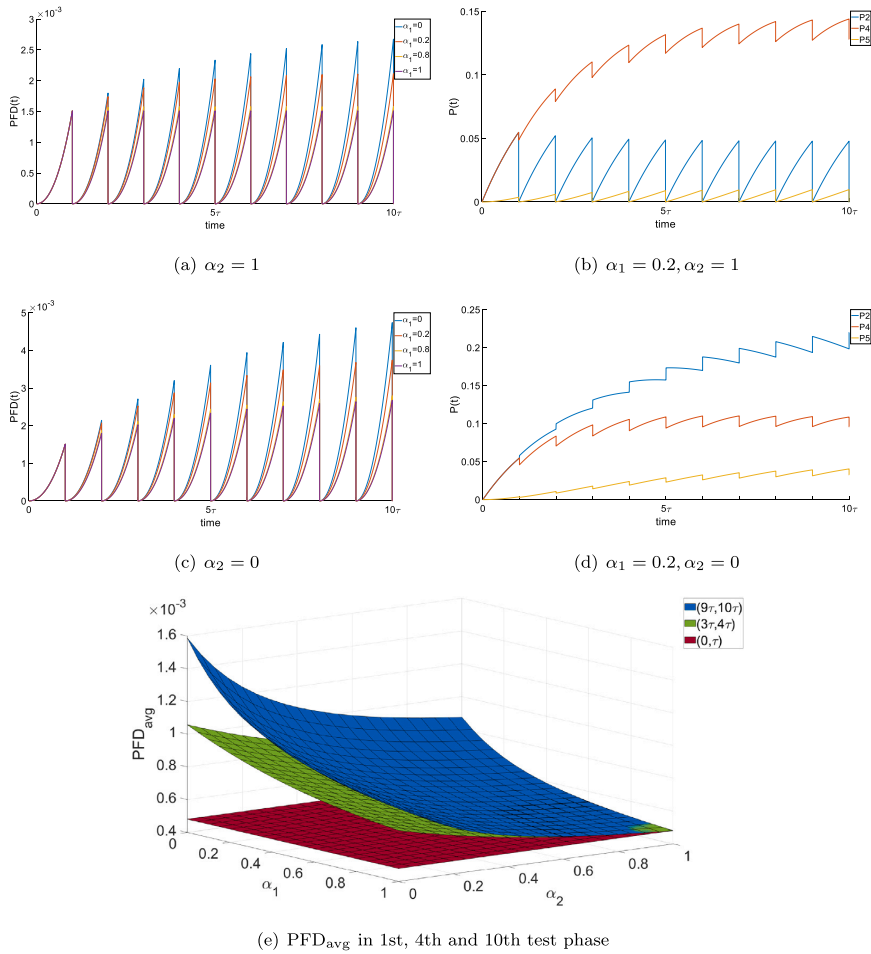 ×10⁻³
3
2.5
2
1.5
1
0.5
0
PFD(t)
0
5τ
10τ
time
α₁=0
α₁=0.2
α₁=0.8
α₁=1
(a) α₂ = 1
0.15
0.1
0.05
0
P(t)
0
5τ
10τ
time
P2
P4
P5
(b) α₁ = 0.2, α₂ = 1
×10⁻³
5
4
3
2
1
0
PFD(t)
0
5τ
10τ
time
α₁=0
α₁=0.2
α₁=0.8
α₁=1
(c) α₂ = 0
0.25
0.2
0.15
0.1
0.05
0
P(t)
0
5τ
10τ
time
P2
P4
P5
(d) α₁ = 0.2, α₂ = 0
×10⁻³
1.6
1.4
1.2
1
0.8
0.6
0.4
PFD_avg
0
0.2
0.4
0.6
0.8
1
α₁
0
0.2
0.4
0.6
0.8
1
α₂
(9τ,10τ)
(3τ,4τ)
(0,τ)
(e) PFD_avg in 1st, 4th and 10th test phase